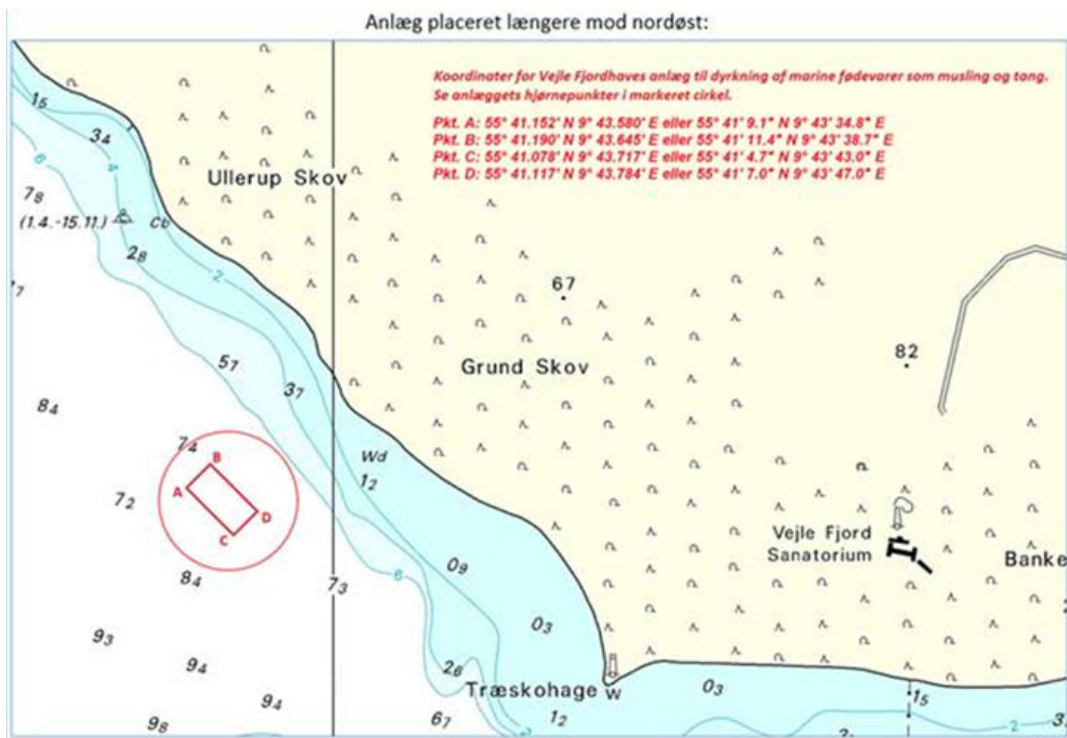 Anlæg placeret længere mod nordøst:
Koordinater for Vejle Fjordhaves anlæg til dyrkning af marine fødevarer som musling og tang.
Se anlæggets hjørnepunkter i markeret cirkel.
Pkt. A: 55° 41.152' N 9° 43.580' E eller 55° 41' 9.1" N 9° 43' 34.8" E
Pkt. B: 55° 41.190' N 9° 43.645' E eller 55° 41' 11.4" N 9° 43' 38.7" E
Pkt. C: 55° 41.078' N 9° 43.717' E eller 55° 41' 4.7" N 9° 43' 43.0" E
Pkt. D: 55° 41.117' N 9° 43.784' E eller 55° 41' 7.0" N 9° 43' 47.0" E
15
34
6
4
Ullerup Skov
78
(1.4.-15.11.)
Cb
28
2
67
57
82
Grund Skov
37
84
74
B
Wd
12
A
72
D
C
Vejle Fjord
Sanatorium
Banke
84
73
6
09
93
03
94
26
Træskohage W
03
15
94
98
67
12
2